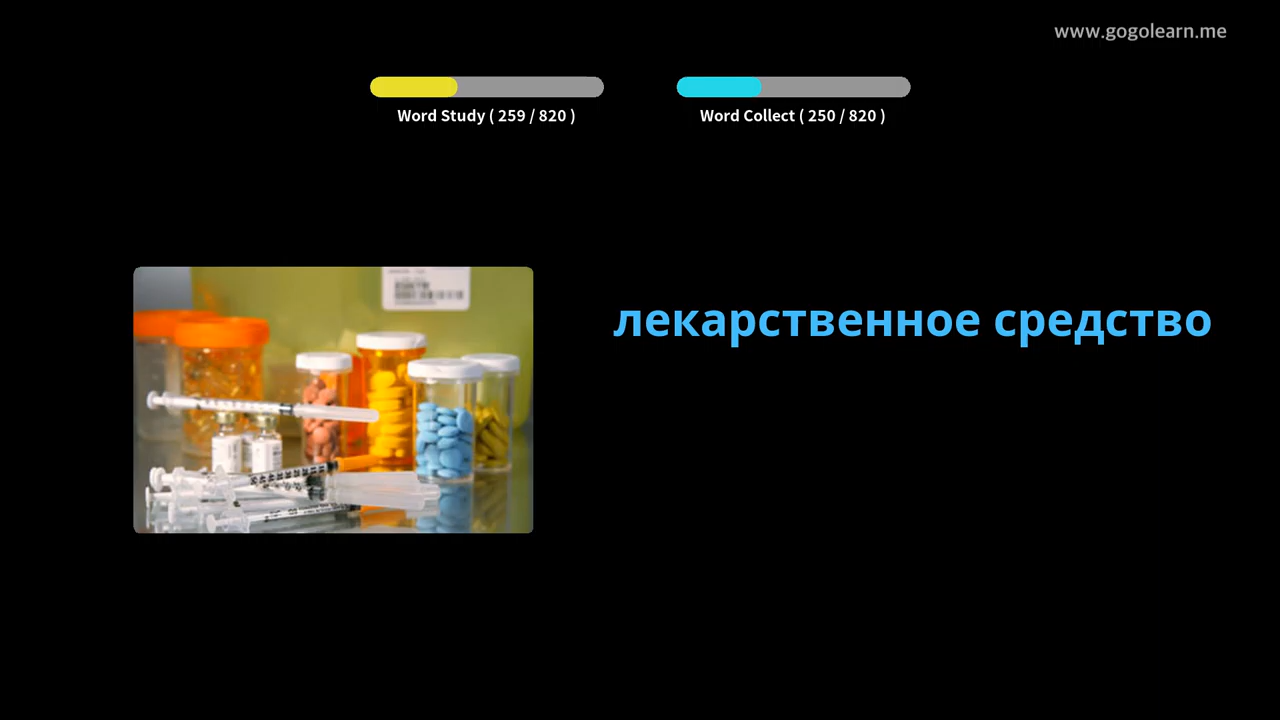 www.gogolearn.me
Word Study ( 259 / 820 )
Word Collect ( 250 / 820 )
лекарственное средство